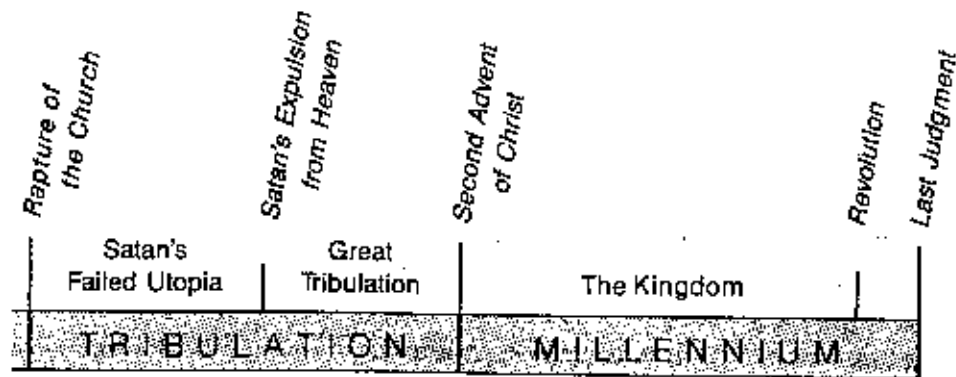 Rapture of
the Church
Satan's Expulsion
from Heaven
Second Advent
of Christ
Revolution
Last Judgment
Satan's
Failed Utopia
Great
Tribulation
The Kingdom
TRIBULATION
MILLENNIUM